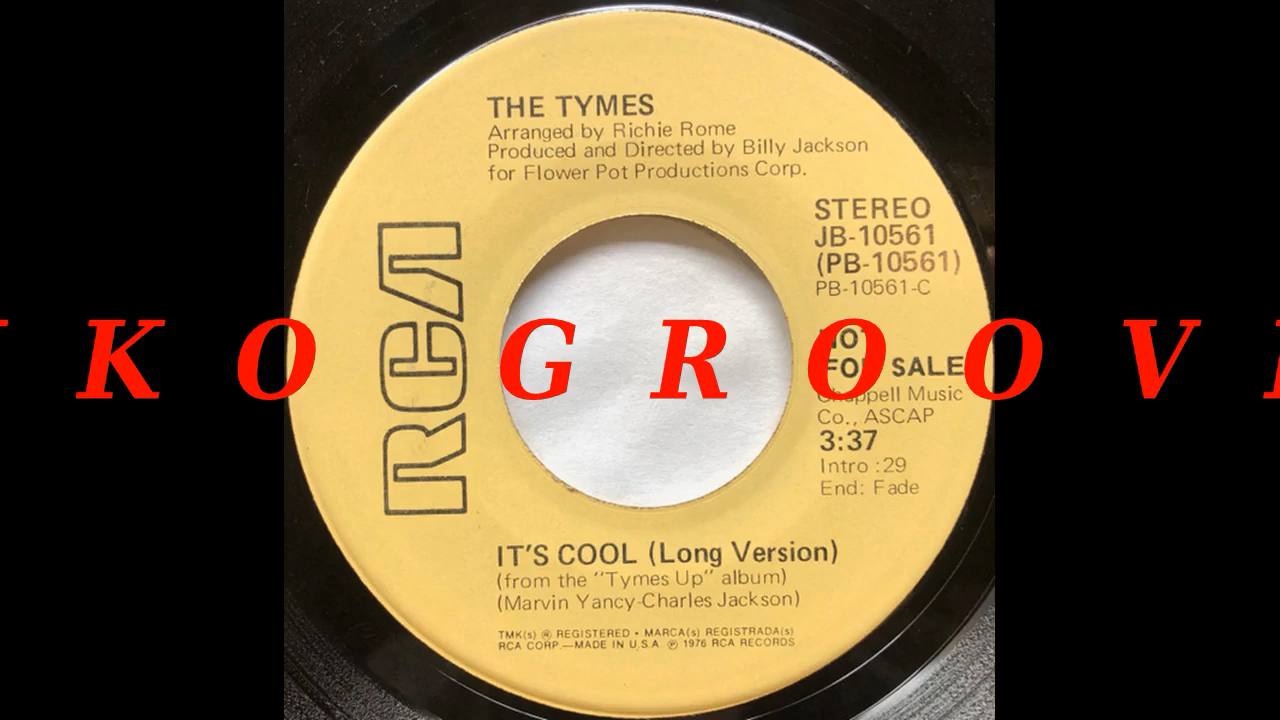 THE TYMES
Arranged by Richie Rome
Produced and Directed by Billy Jackson
for Flower Pot Productions Corp.
STEREO
JB-10561
(PB-10561)
PB-10561-C
RCA
K O G R O O V
NOT
FOR SALE
Chappell Music
Co., ASCAP
3:37
Intro :29
End: Fade
IT'S COOL (Long Version)
(from the "Tymes Up" album)
(Marvin Yancy-Charles Jackson)
TMK(s) ® REGISTERED • MARCA(s) REGISTRADA(s)
RCA CORP.—MADE IN U.S.A. ℗ 1976 RCA RECORDS